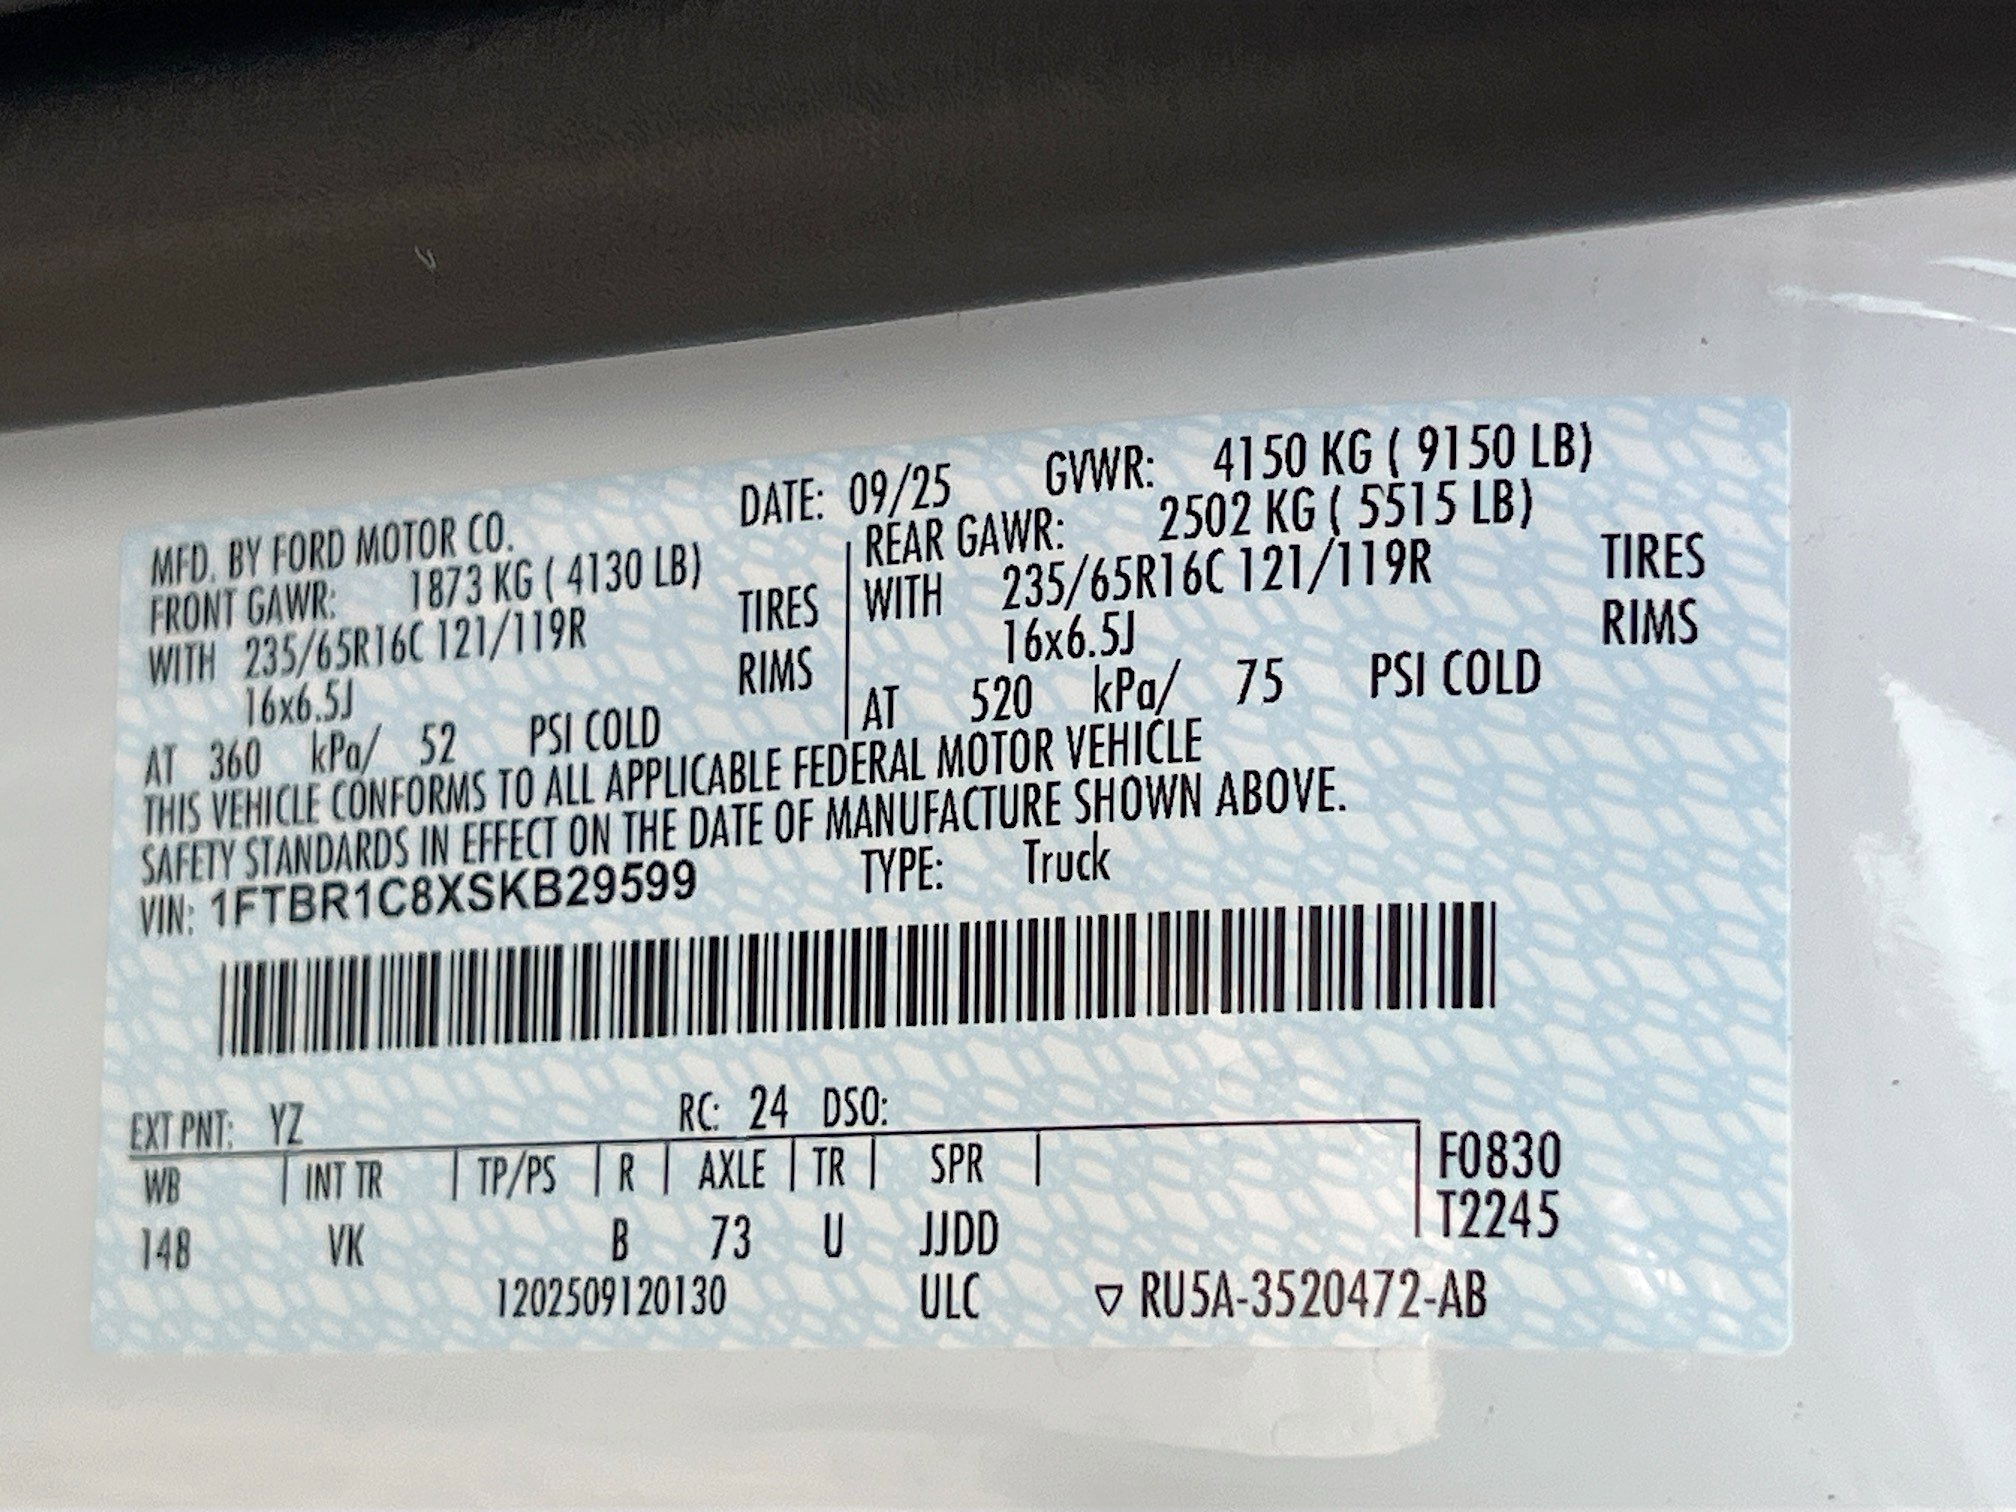 MFD. BY FORD MOTOR CO. DATE: 09/25 GVWR: 4150 KG ( 9150 LB)
FRONT GAWR: 1873 KG ( 4130 LB) REAR GAWR: 2502 KG ( 5515 LB)
WITH 235/65R16C 121/119R TIRES WITH 235/65R16C 121/119R TIRES
16x6.5J RIMS 16x6.5J RIMS
AT 360 kPa/ 52 PSI COLD AT 520 kPa/ 75 PSI COLD
THIS VEHICLE CONFORMS TO ALL APPLICABLE FEDERAL MOTOR VEHICLE
SAFETY STANDARDS IN EFFECT ON THE DATE OF MANUFACTURE SHOWN ABOVE.
VIN: 1FTBR1C8XSKB29599 TYPE: Truck
EXT PNT: YZ RC: 24 DSO:
WB INT TR TP/PS R AXLE TR SPR F0830
T2245
148 VK B 73 U JJDD
1202509120130 ULC ▽ RU5A-3520472-AB